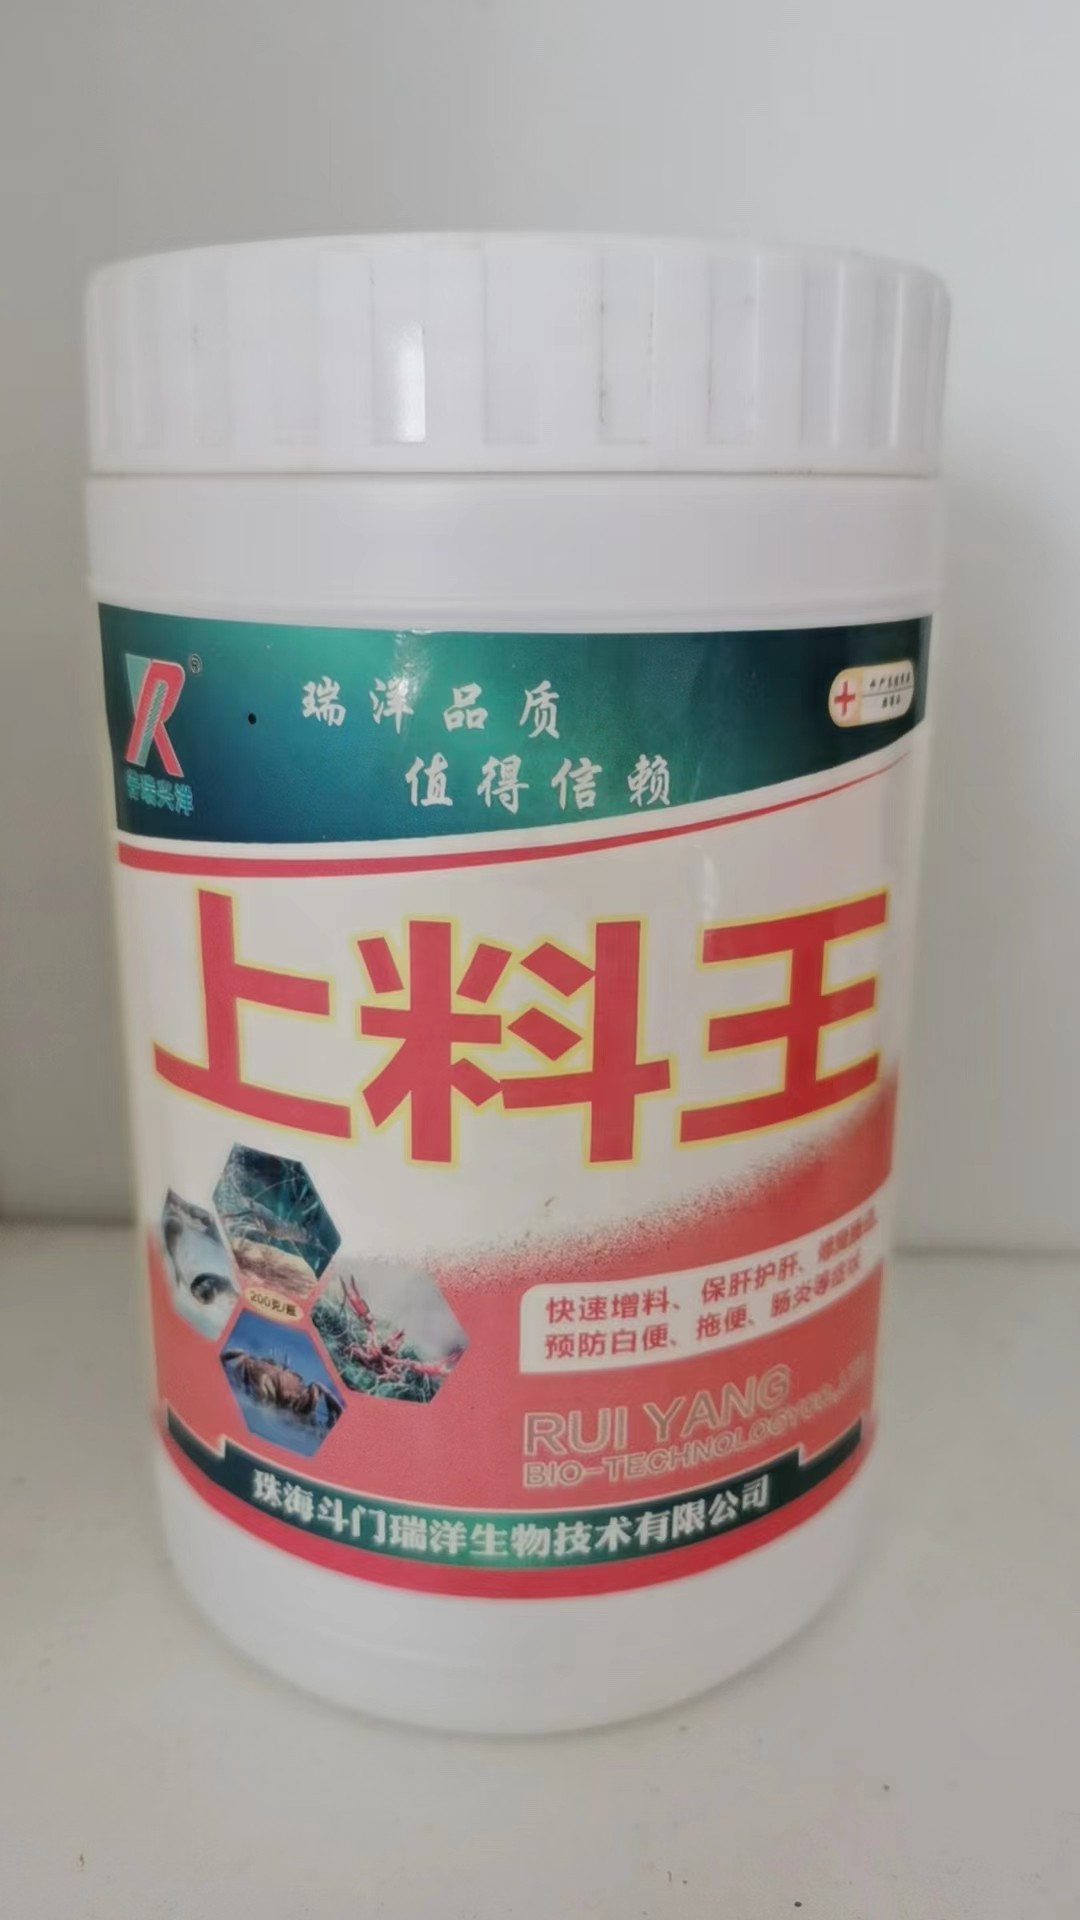 R
®
瑞洋品质
值得信赖
上料王
200克/瓶
快速增料、保肝护肝、
预防白便、拖便、肠炎等症状
RUI YANG
BIO-TECHNOLOGY CO.,LTD
珠海斗门瑞洋生物技术有限公司